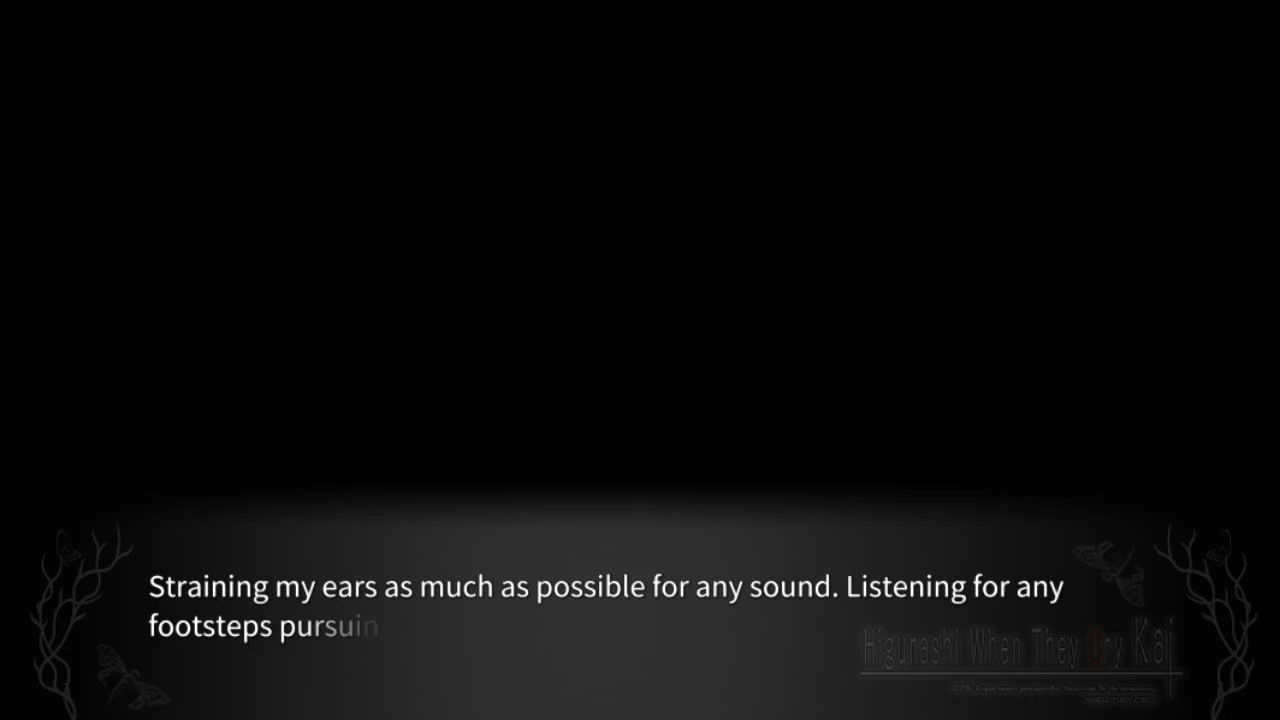 Straining my ears as much as possible for any sound. Listening for any
footsteps pursuin
Higurashi When They Cry Kai